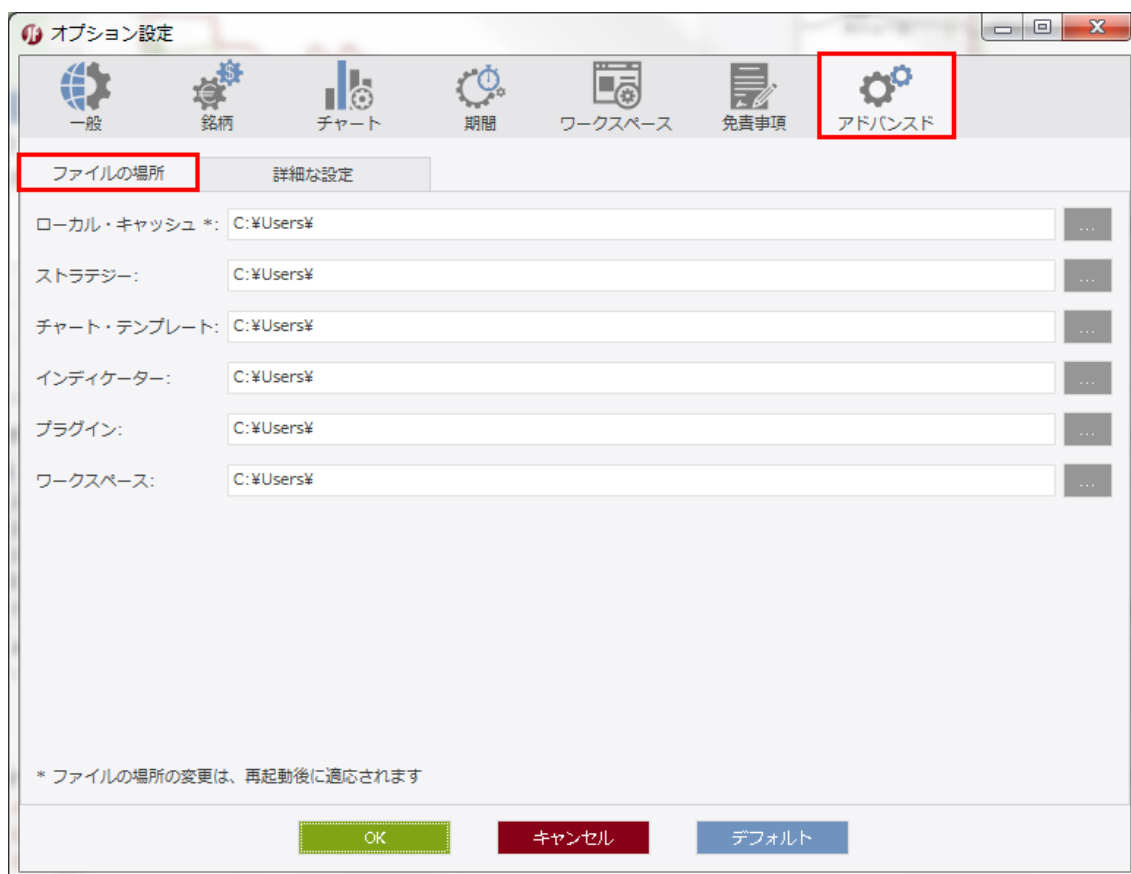 オプション設定
一般 銘柄 チャート 期間 ワークスペース 免責事項 アドバンスド
ファイルの場所 詳細な設定
ローカル・キャッシュ *: C:¥Users¥ ...
ストラテジー: C:¥Users¥ ...
チャート・テンプレート: C:¥Users¥ ...
インディケーター: C:¥Users¥ ...
プラグイン: C:¥Users¥ ...
ワークスペース: C:¥Users¥ ...
* ファイルの場所の変更は、再起動後に適応されます
OK キャンセル デフォルト